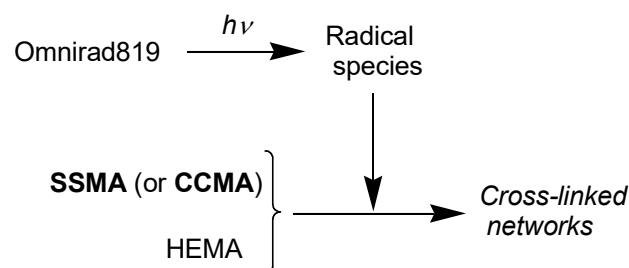 Omnirad819
hν
Radical
species
SSMA (or CCMA)
HEMA
Cross-linked
networks